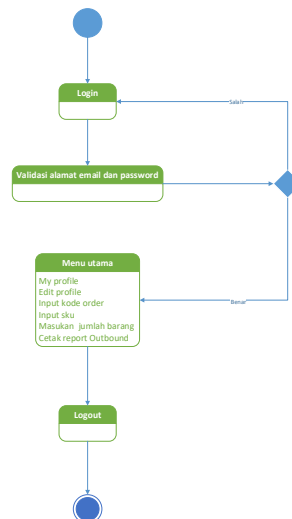 Login
Salah
Validasi alamat email dan password
Menu utama
My profile
Edit profile
Input kode order
Input sku
Masukan jumlah barang
Cetak report Outbound
Benar
Logout